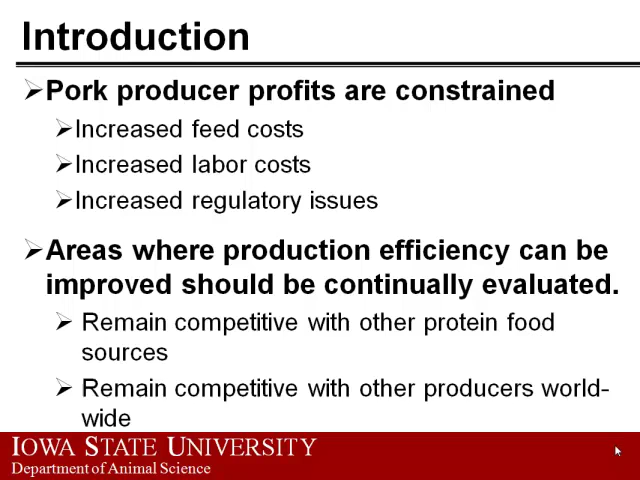 Introduction
Pork producer profits are constrained
Increased feed costs
Increased labor costs
Increased regulatory issues
Areas where production efficiency can be
improved should be continually evaluated.
Remain competitive with other protein food
sources
Remain competitive with other producers world-
wide
IOWA STATE UNIVERSITY
Department of Animal Science